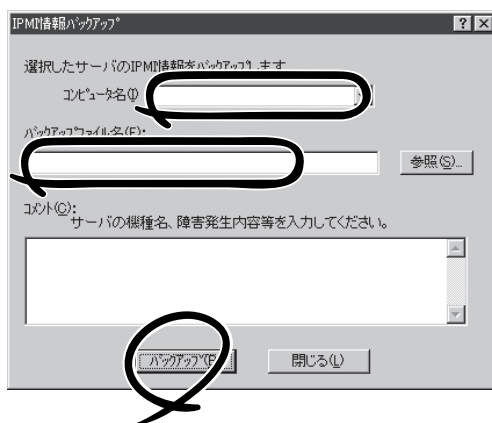 IPMI情報バックアップ
選択したサーバのIPMI情報をバックアップします
コンピュータ名(I)
バックアップファイル名(F):
参照(S)...
コメント(C):
サーバの機種名、障害発生内容等を入力してください。
バックアップ(B)
閉じる(L)